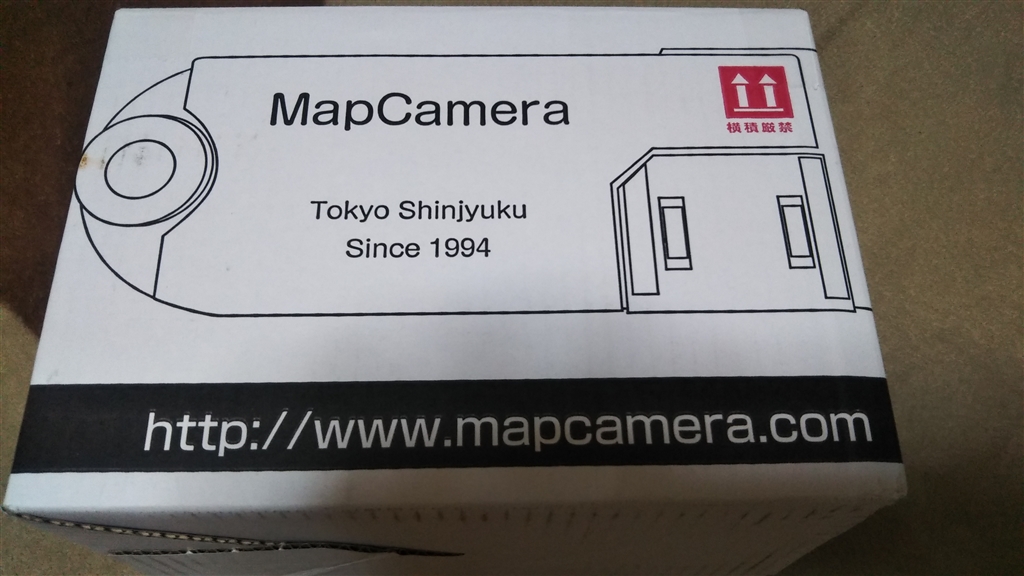 MapCamera
横積厳禁
Tokyo Shinjyuku
Since 1994
http://www.mapcamera.com